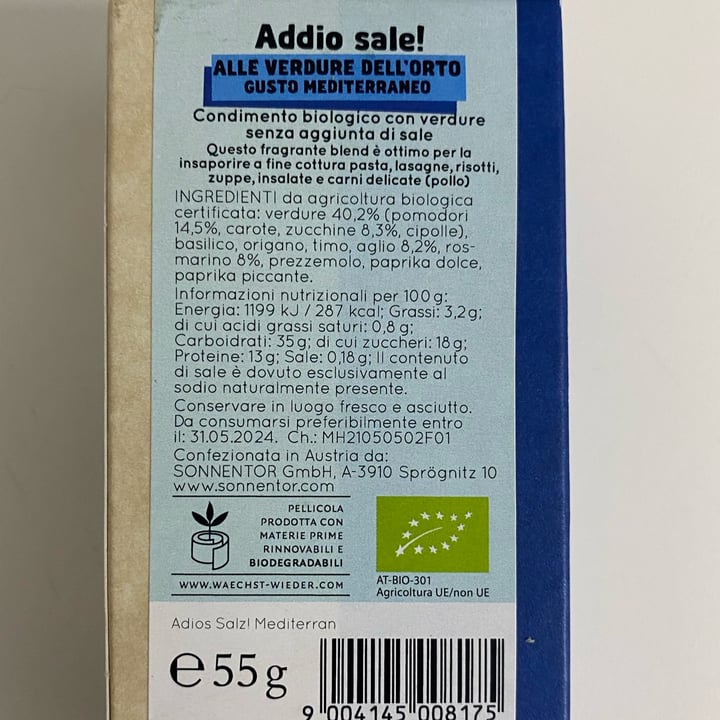 Addio sale!
ALLE VERDURE DELL'ORTO
GUSTO MEDITERRANEO
Condimento biologico con verdure
senza aggiunta di sale
Questo fragrante blend è ottimo per la
insaporire a fine cottura pasta, lasagne, risotti,
zuppe, insalate e carni delicate (pollo)
INGREDIENTI da agricoltura biologica
certificata: verdure 40,2% (pomodori
14,5%, carote, zucchine 8,3%, cipolle),
basilico, origano, timo, aglio 8,2%, ros-
marino 8%, prezzemolo, paprika dolce,
paprika piccante.
Informazioni nutrizionali per 100 g:
Energia: 1199 kJ / 287 kcal; Grassi: 3,2g;
di cui acidi grassi saturi: 0,8 g;
Carboidrati: 35 g; di cui zuccheri: 18 g;
Proteine: 13 g; Sale: 0,18 g; Il contenuto
di sale è dovuto esclusivamente al
sodio naturalmente presente.
Conservare in luogo fresco e asciutto.
Da consumarsi preferibilmente entro
il: 31.05.2024. Ch.: MH21050502F01
Confezionata in Austria da:
SONNENTOR GmbH, A-3910 Sprögnitz 10
www.sonnentor.com
PELLICOLA
PRODOTTA CON
MATERIE PRIME
RINNOVABILI E
BIODEGRADABILI
WWW.WAECHST-WIEDER.COM
AT-BIO-301
Agricoltura UE/non UE
Adios Salz! Mediterran
e 55 g
9 004145 008175